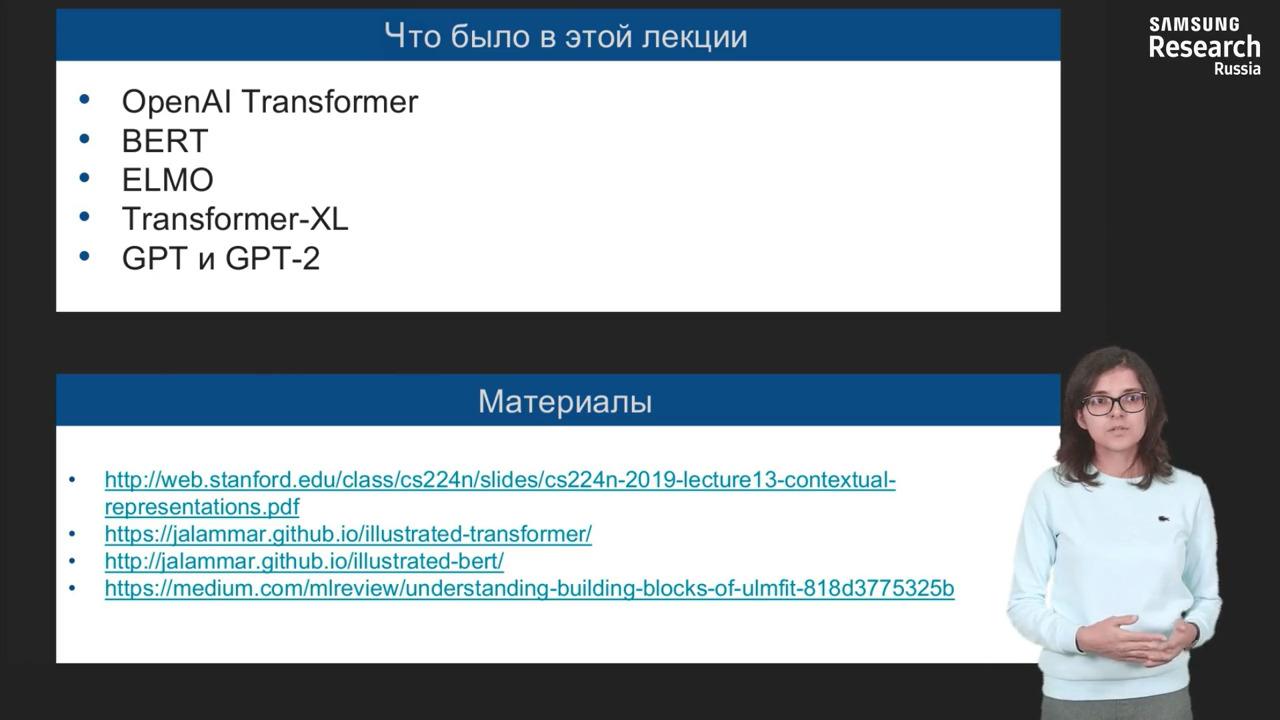 Что было в этой лекции
SAMSUNG
Research
Russia
• OpenAI Transformer
• BERT
• ELMO
• Transformer-XL
• GPT и GPT-2
Материалы
• http://web.stanford.edu/class/cs224n/slides/cs224n-2019-lecture13-contextual-
representations.pdf
• https://jalammar.github.io/illustrated-transformer/
• http://jalammar.github.io/illustrated-bert/
• https://medium.com/mlreview/understanding-building-blocks-of-ulmfit-818d3775325b